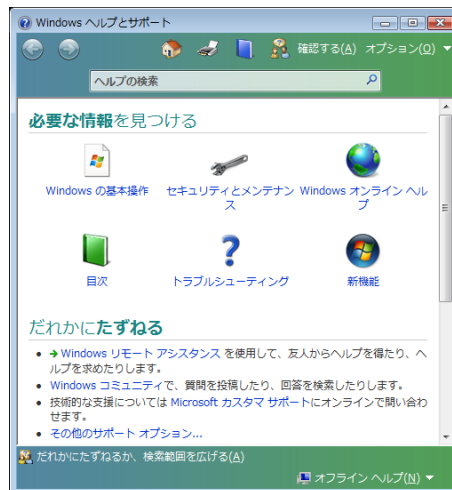 Windows ヘルプとサポート
確認する(A) オプション(O)
ヘルプの検索
必要な情報を見つける
Windows の基本操作
セキュリティとメンテナン
ス
Windows オンライン ヘル
プ
目次
トラブルシューティング
新機能
だれかにたずねる
Windows リモート アシスタンス を使用して、友人からヘルプを得たり、ヘ
ルプを求めたりします。
Windows コミュニティで、質問を投稿したり、回答を検索したりします。
技術的な支援については Microsoft カスタマ サポートにオンラインで問い合わ
せます。
その他のサポート オプション...
だれかにたずねるか、検索範囲を広げる(A)
オフライン ヘルプ(N)